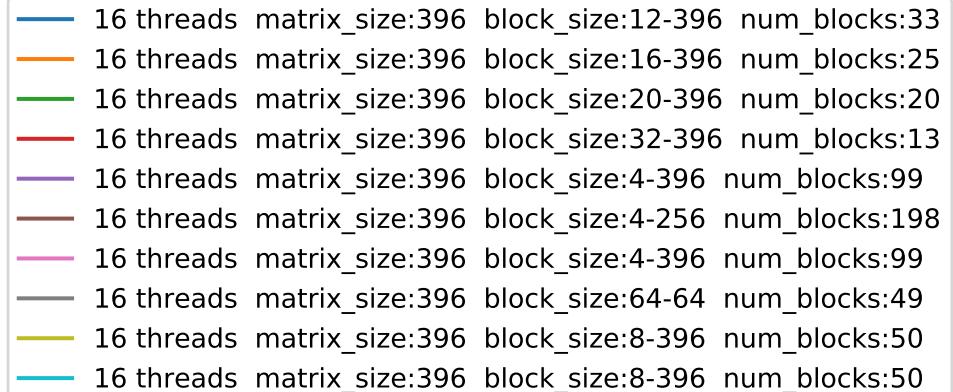 16 threads  matrix_size:396  block_size:12-396  num_blocks:33
16 threads  matrix_size:396  block_size:16-396  num_blocks:25
16 threads  matrix_size:396  block_size:20-396  num_blocks:20
16 threads  matrix_size:396  block_size:32-396  num_blocks:13
16 threads  matrix_size:396  block_size:4-396  num_blocks:99
16 threads  matrix_size:396  block_size:4-256  num_blocks:198
16 threads  matrix_size:396  block_size:4-396  num_blocks:99
16 threads  matrix_size:396  block_size:64-64  num_blocks:49
16 threads  matrix_size:396  block_size:8-396  num_blocks:50
16 threads  matrix_size:396  block_size:8-396  num_blocks:50